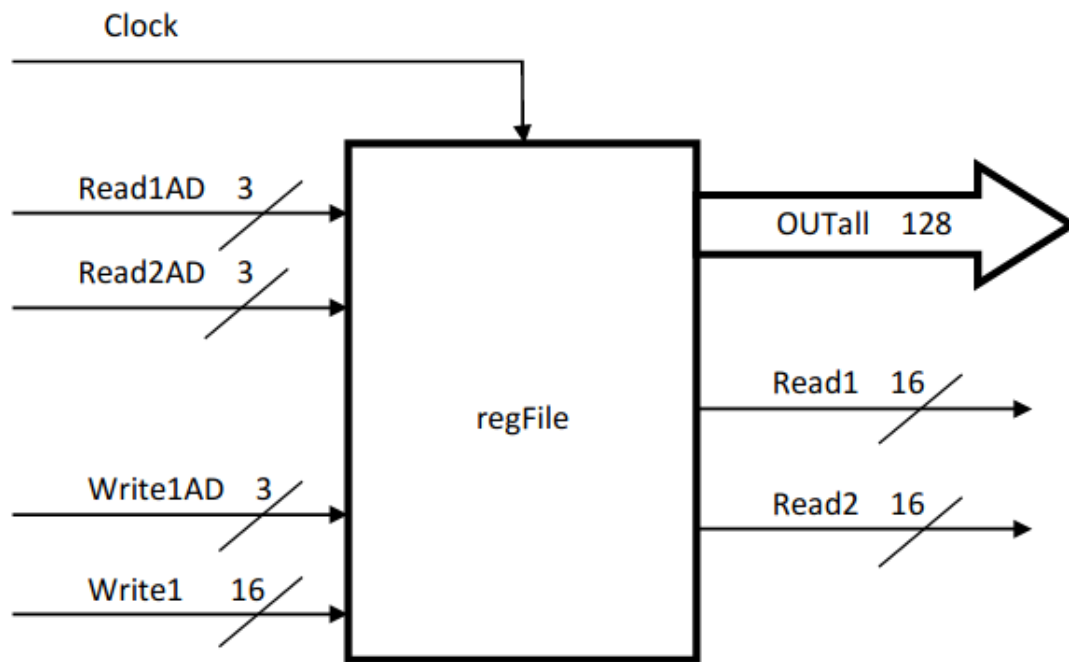 Clock
Read1AD 3
OUTall 128
Read2AD 3
Read1 16
regFile
Write1AD 3
Read2 16
Write1 16